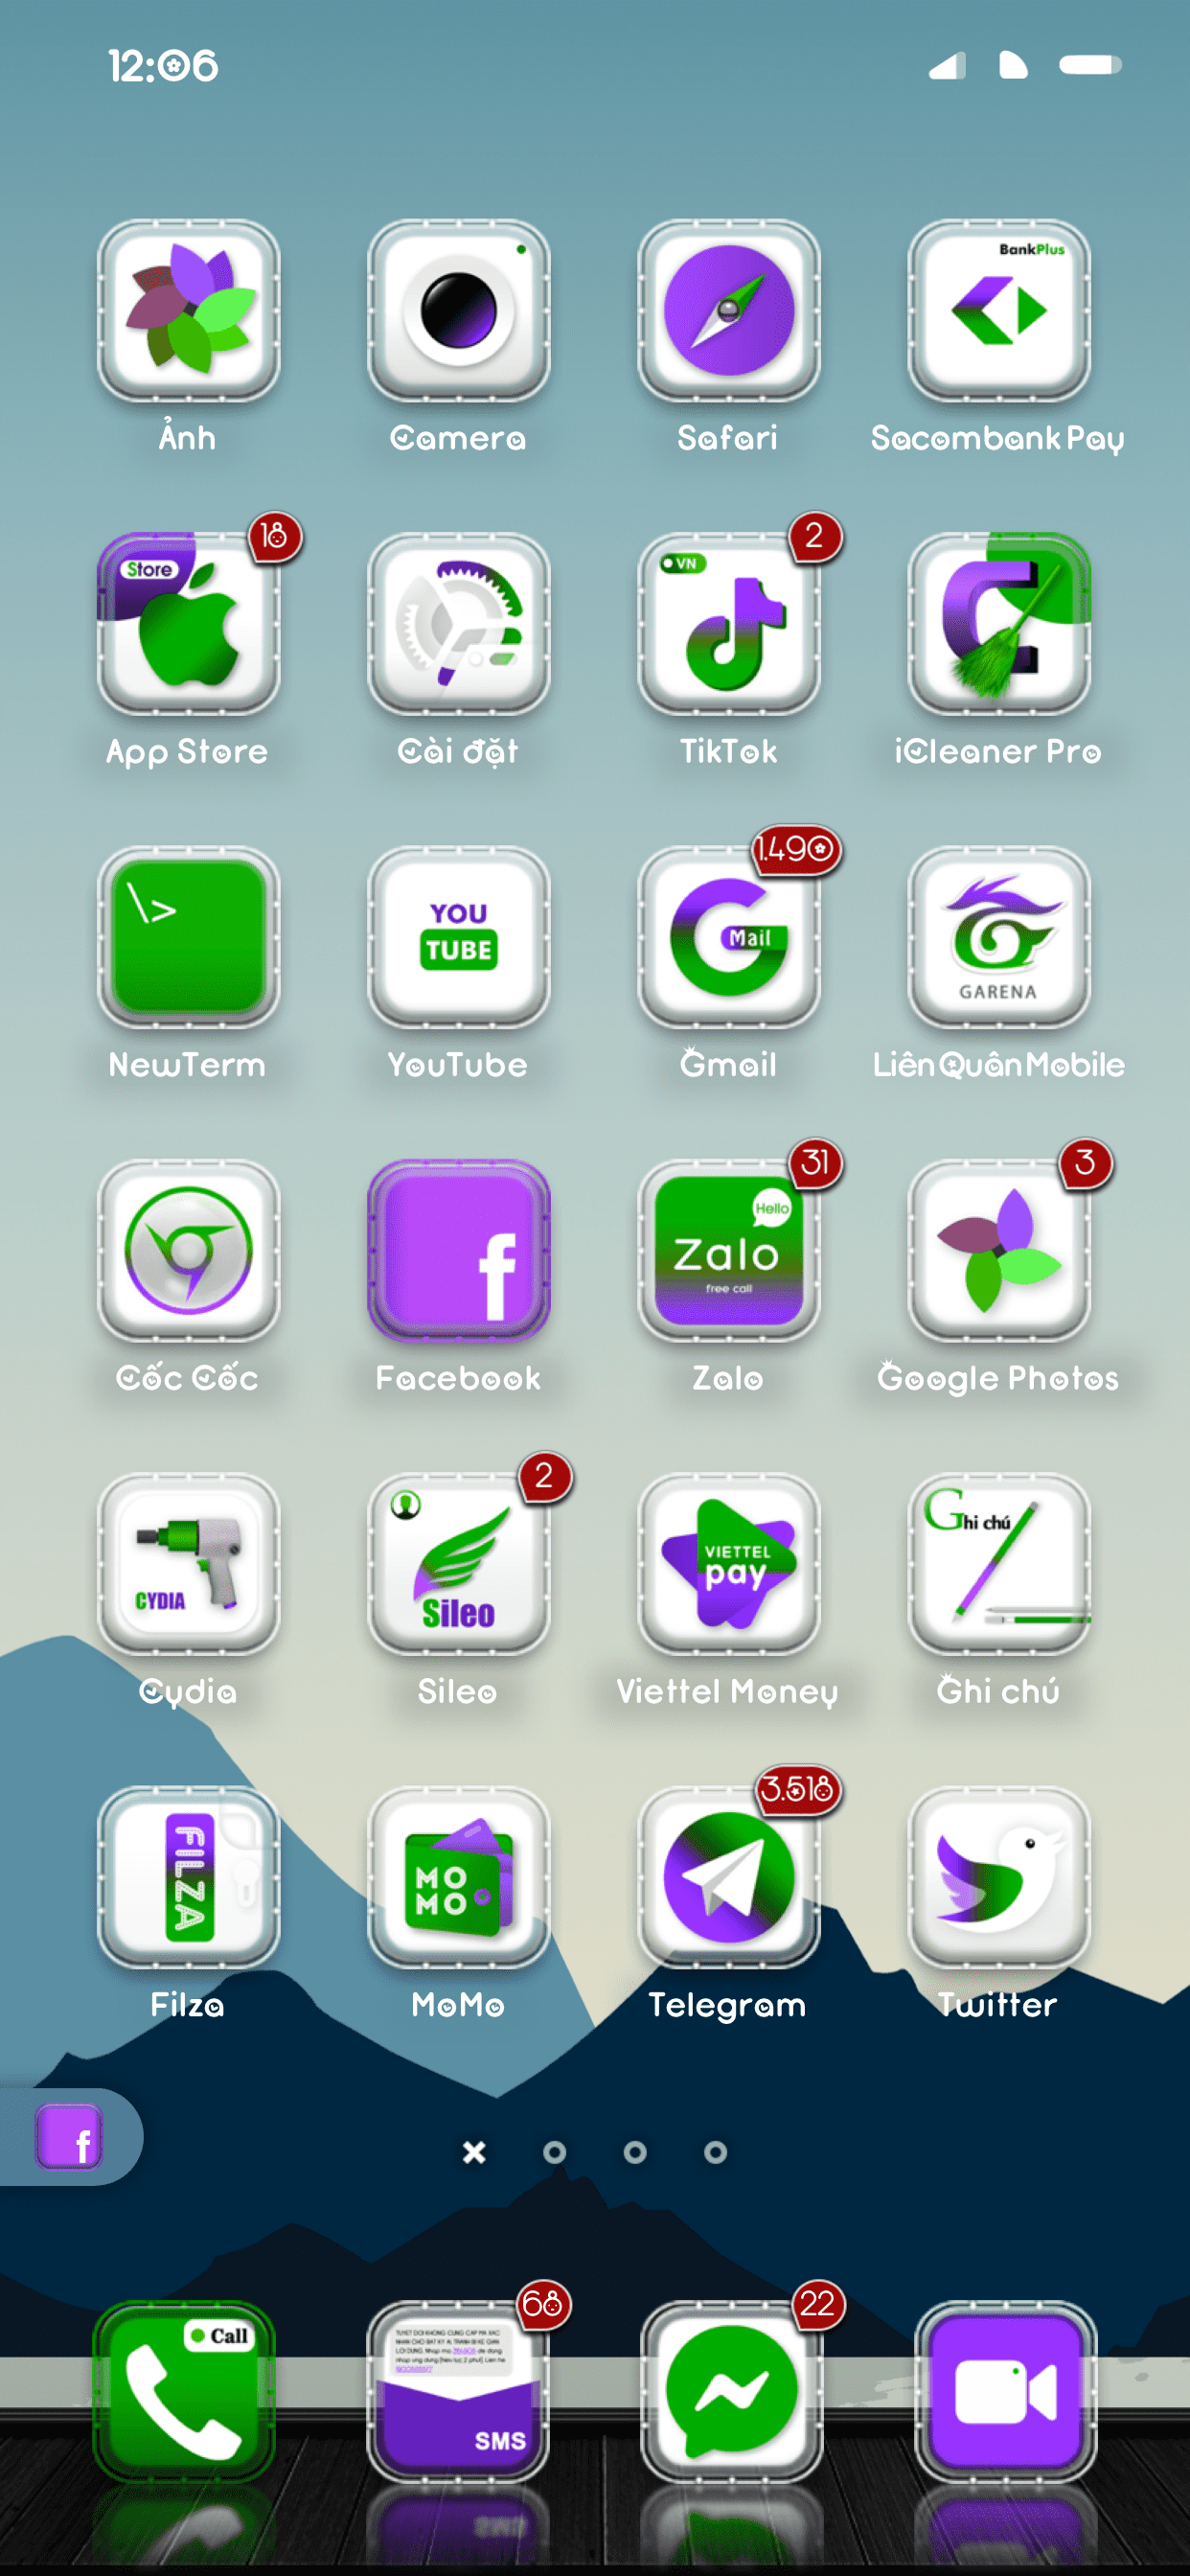 12:06
BankPlus
Ảnh
Camera
Safari
Sacombank Pay
18
2
Store
VN
App Store
Cài đặt
TikTok
iCleaner Pro
1.490
\>
YOU
TUBE
Mail
GARENA
NewTerm
YouTube
Gmail
Liên Quân Mobile
31
3
Hello
Zalo
free call
f
Cốc Cốc
Facebook
Zalo
Google Photos
2
CYDIA
Sileo
VIETTEL
pay
Ghi chú
Cydia
Sileo
Viettel Money
Ghi chú
3.518
FILZA
MO
MO
Filza
MoMo
Telegram
Twitter
f
68
22
Call
SMS